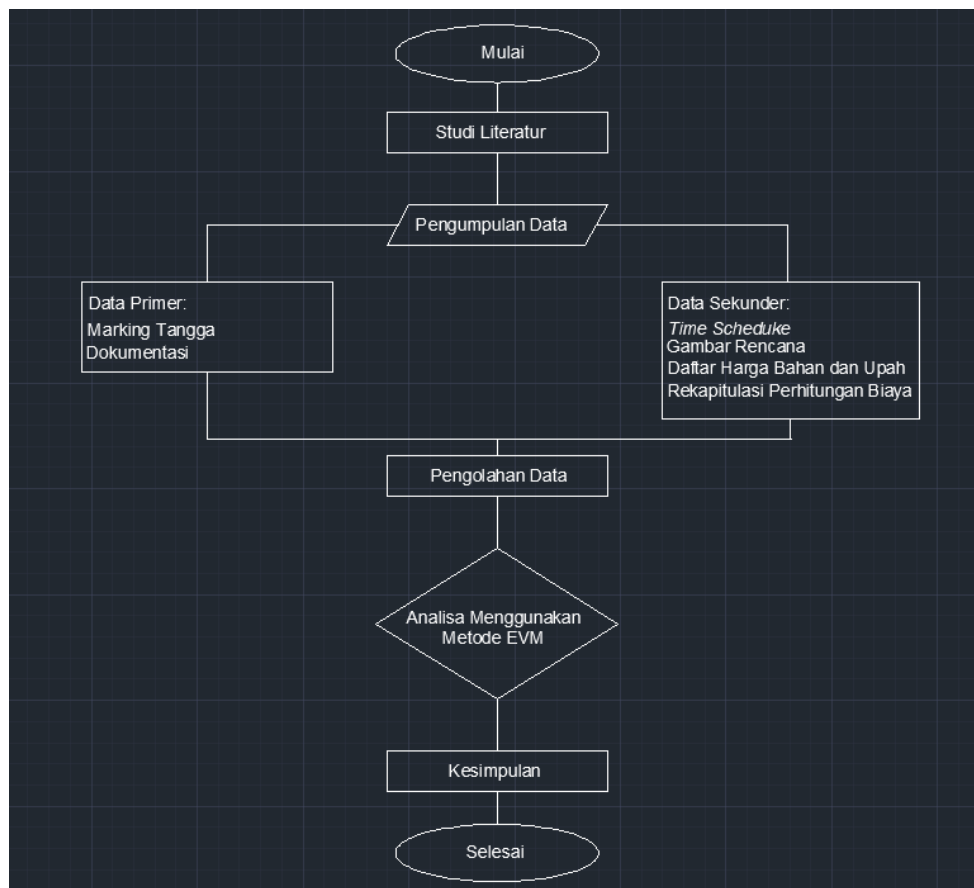 Mulai
Studi Literatur
Pengumpulan Data
Data Primer:
Marking Tangga
Dokumentasi
Data Sekunder:
Time Scheduke
Gambar Rencana
Daftar Harga Bahan dan Upah
Rekapitulasi Perhitungan Biaya
Pengolahan Data
Analisa Menggunakan
Metode EVM
Kesimpulan
Selesai